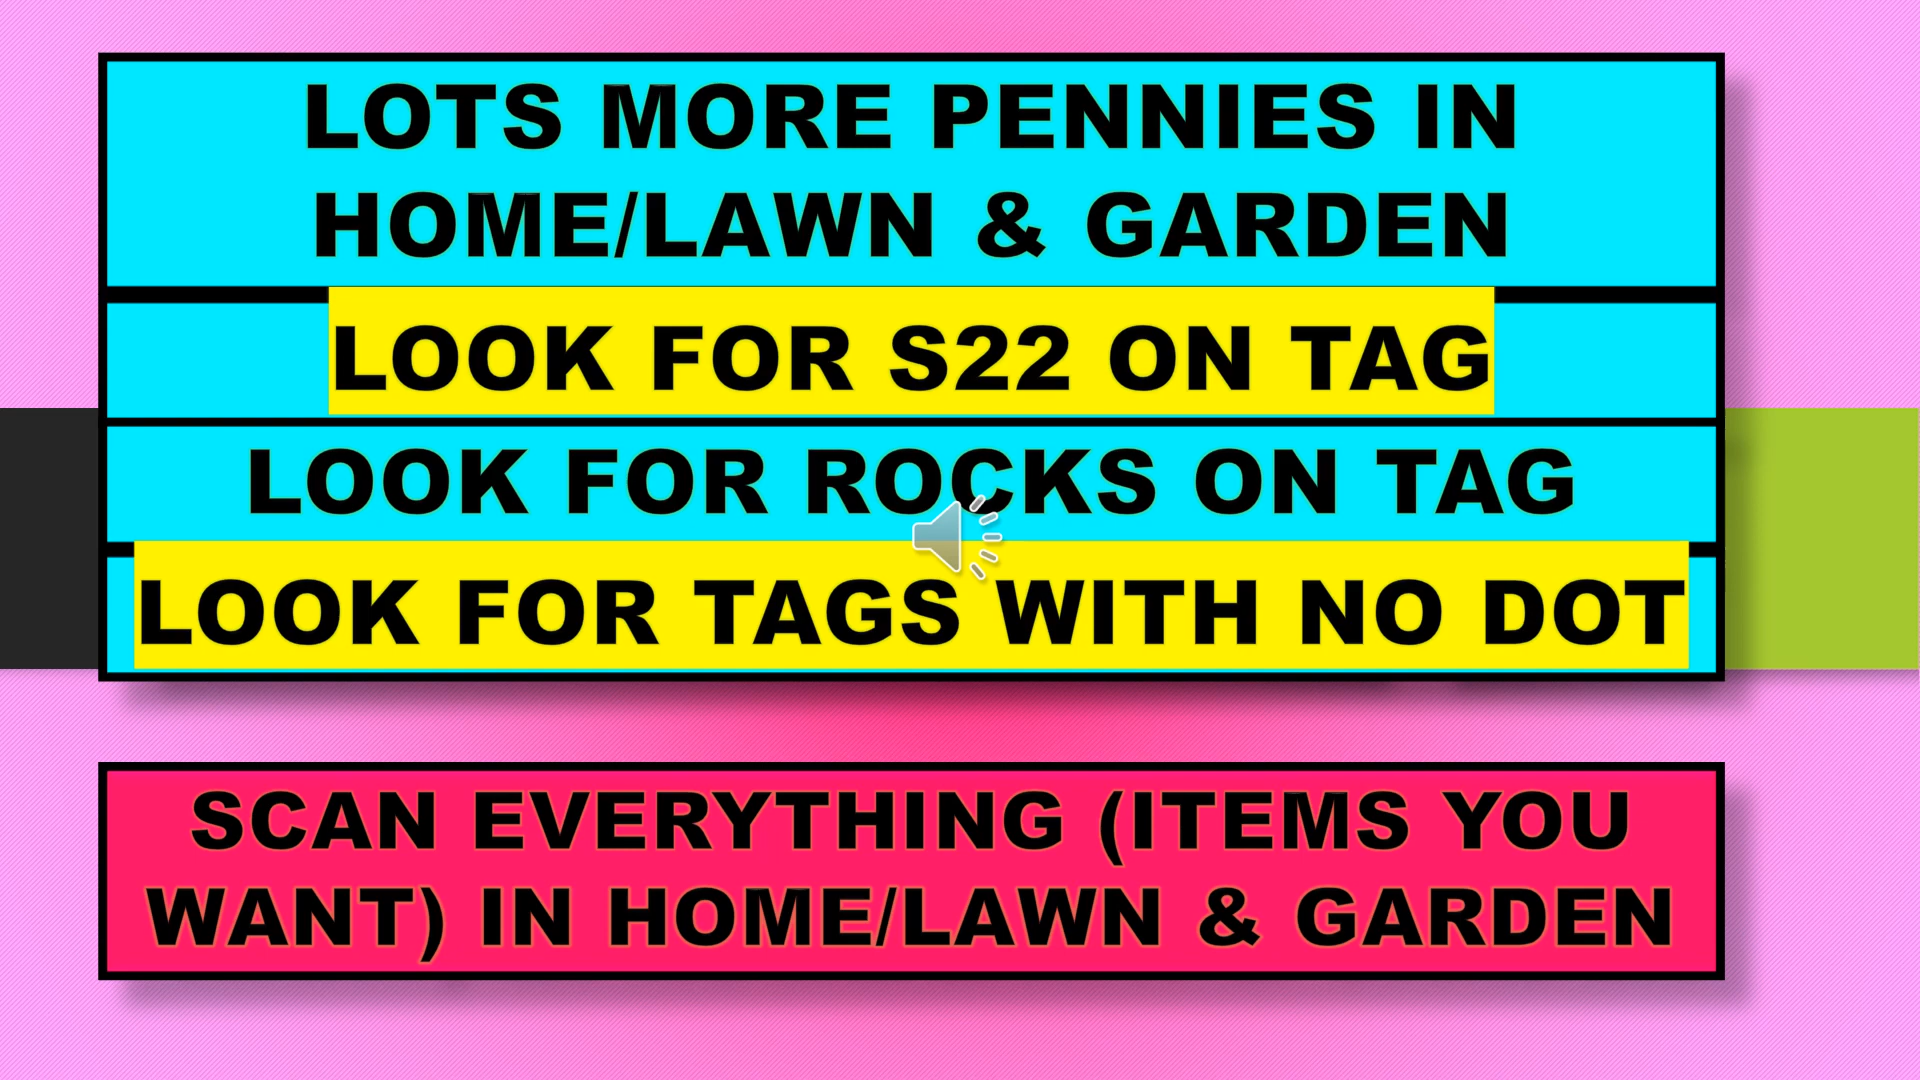 LOTS MORE PENNIES IN
HOME/LAWN & GARDEN
LOOK FOR S22 ON TAG
LOOK FOR ROCKS ON TAG
LOOK FOR TAGS WITH NO DOT
SCAN EVERYTHING (ITEMS YOU
WANT) IN HOME/LAWN & GARDEN